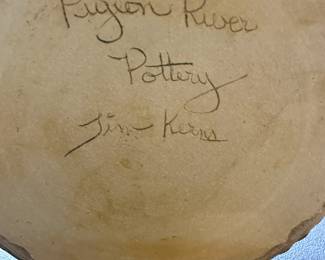 Pigeon River
Pottery
Jim Kerns